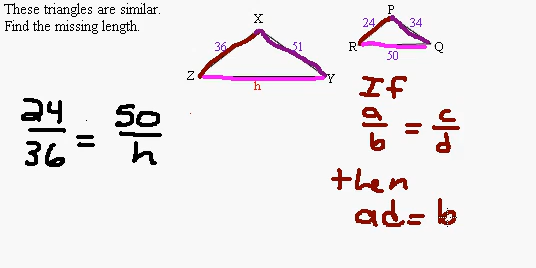 These triangles are similar.
Find the missing length.
X
36
51
Z
h
Y
P
24
34
R
Q
50
24/36 = 50/h
If
a/b = c/d
then
ad = b